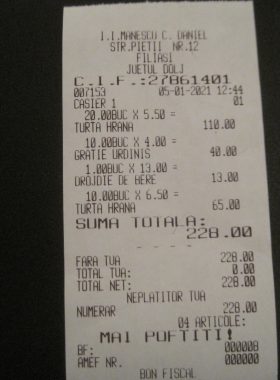 I.I.MANESCU C. DANIEL
STR.PIETII NR.12
FILIASI
JUETUL DOLJ
C.I.F.:27861401
007153 05-01-2021 12:44
CASIER 1 01
20.00BUC X 5.50 =
TURTA HRANA 110.00
10.00BUC X 4.00 =
GRATIE URDINIS 40.00
1.00BUC X 13.00 =
DROJDIE DE BERE 13.00
10.00BUC X 6.50 =
TURTA HRANA 65.00
SUMA TOTALA:
228.00
- - - -
FARA TVA 228.00
TOTAL TVA: 0.00
TOTAL NET: 228.00
NEPLATITOR TVA
NUMERAR 228.00
04 ARTICOLE:
MAI POFTITI!
BF: 000008
AMEF NR. 000000
BON FISCAL